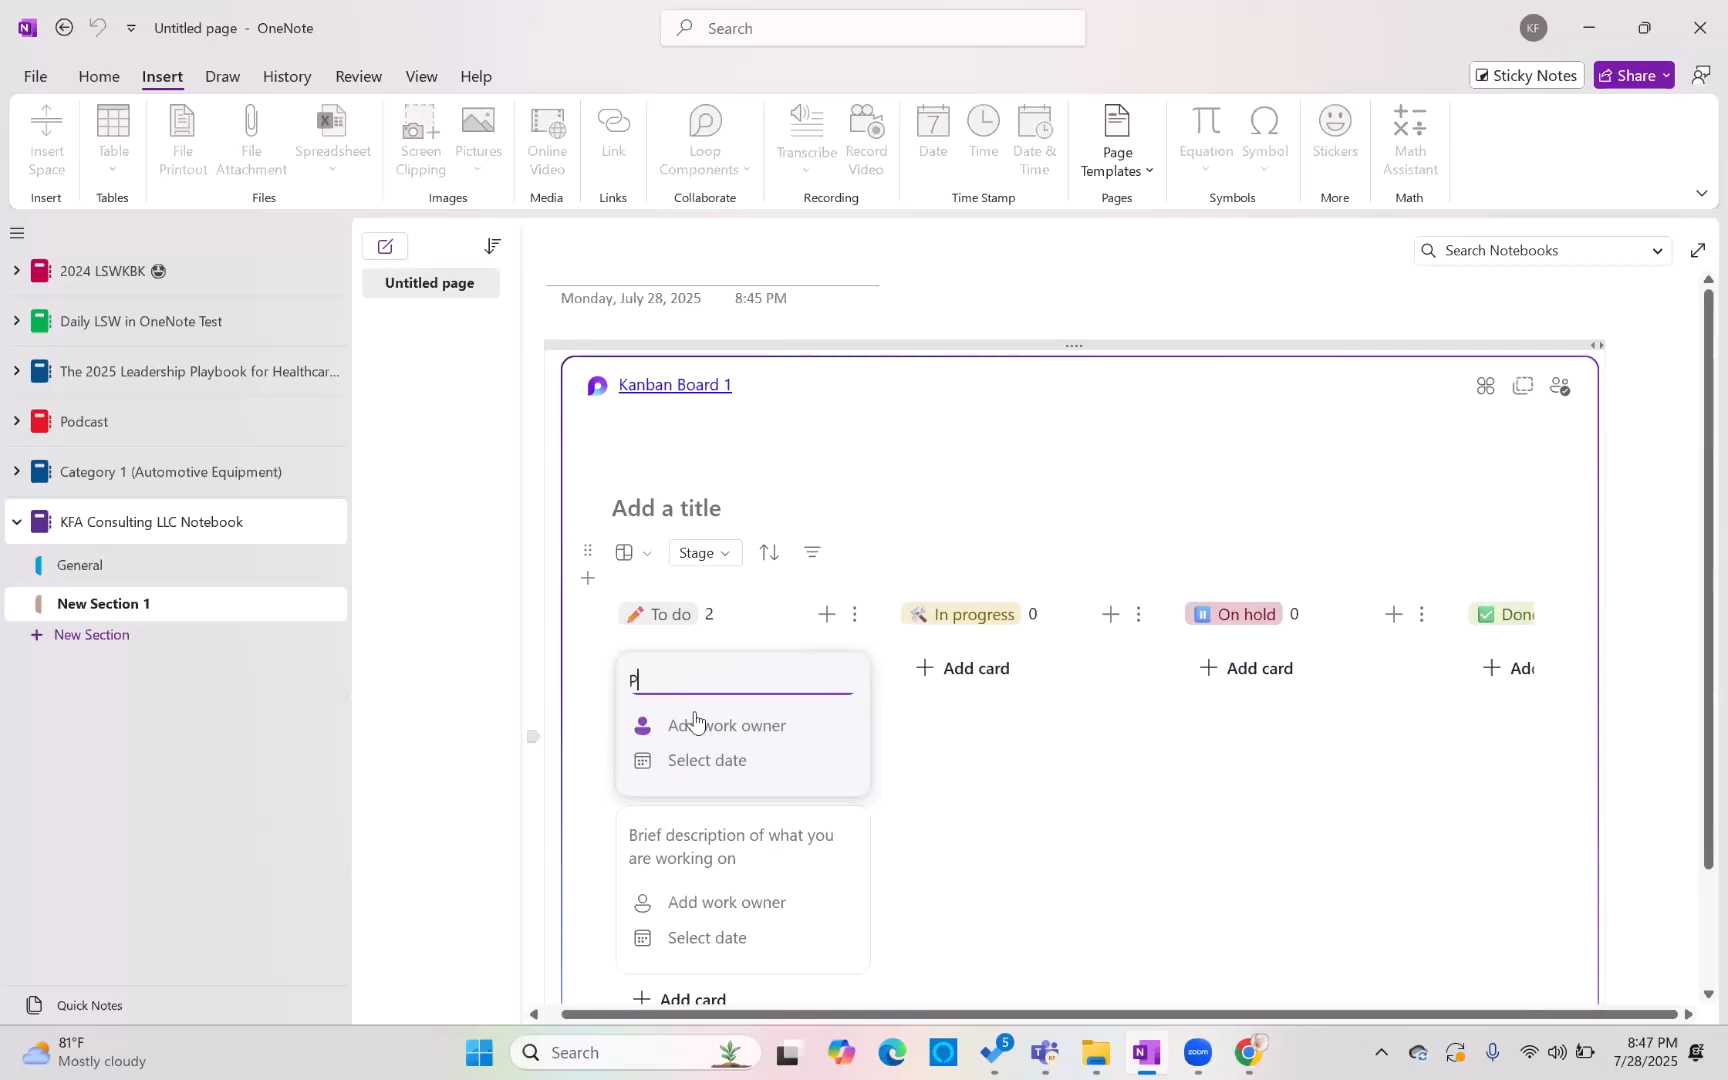 Untitled page - OneNote
Search
KF
File Home Insert Draw History Review View Help
Sticky Notes
Share
Insert Space
Table
File Printout
File Attachment
Spreadsheet
Screen Clipping
Pictures
Online Video
Link
Loop Components
Transcribe
Record Video
7
Date
Time
Date & Time
Page Templates
Equation
Symbol
Stickers
Math Assistant
Insert
Tables
Files
Images
Media
Links
Collaborate
Recording
Time Stamp
Pages
Symbols
More
Math
2024 LSWKBK
Daily LSW in OneNote Test
The 2025 Leadership Playbook for Healthcar...
Podcast
Category 1 (Automotive Equipment)
KFA Consulting LLC Notebook
General
New Section 1
+ New Section
Quick Notes
Untitled page
Search Notebooks
Monday, July 28, 2025 8:45 PM
Kanban Board 1
Add a title
Stage
To do 2
In progress 0
On hold 0
Don
P
Add work owner
Select date
Brief description of what you
are working on
Add work owner
Select date
+ Add card
+ Add card
+ Add card
+ Ad
81°F
Mostly cloudy
Search
5
zoom
8:47 PM
7/28/2025